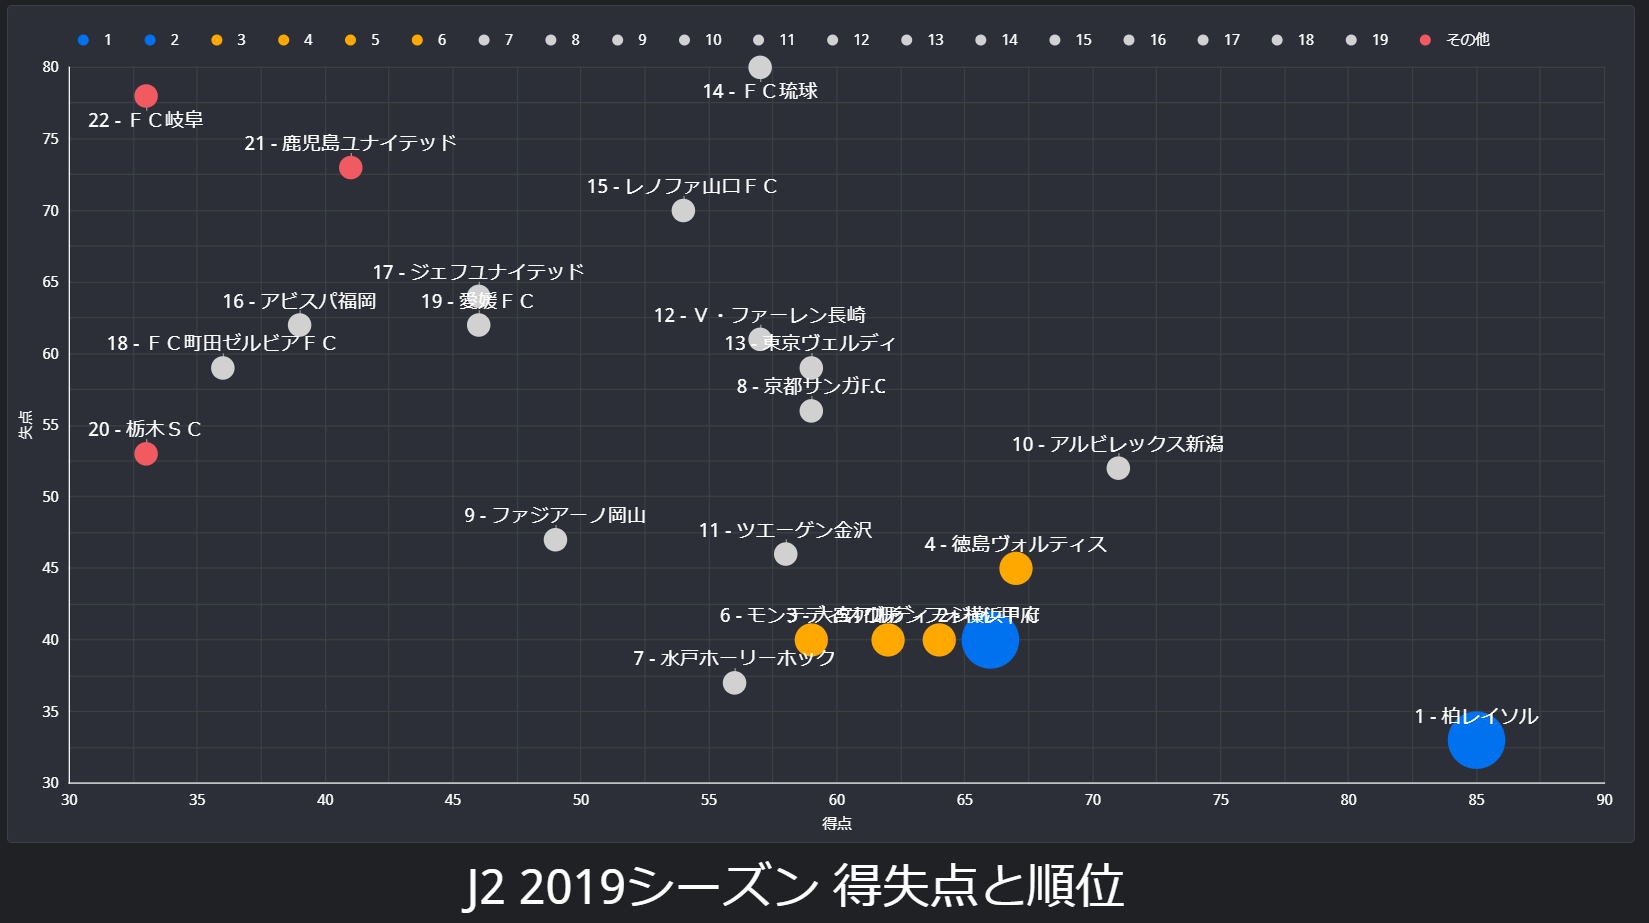 1 2 3 4 5 6 7 8 9 10 11 12 13 14 15 16 17 18 19 その他
80
14 - ＦＣ琉球
22 - ＦＣ岐阜
75
21 - 鹿児島ユナイテッド
15 - レノファ山口ＦＣ
70
17 - ジェフユナイテッド
65
16 - アビスパ福岡
19 - 愛媛ＦＣ
12 - Ｖ・ファーレン長崎
18 - ＦＣ町田ゼルビアＦＣ
13 - 東京ヴェルディ
60
8 - 京都サンガF.C
失点
55
20 - 栃木ＳＣ
10 - アルビレックス新潟
50
9 - ファジアーノ岡山
11 - ツエーゲン金沢
4 - 徳島ヴォルティス
45
6 - モンテディ
3 - 大宮
2 - 横浜
甲府
40
7 - 水戸ホーリーホック
35
1 - 柏レイソル
30
30 35 40 45 50 55 60 65 70 75 80 85 90
得点
J2 2019シーズン 得失点と順位